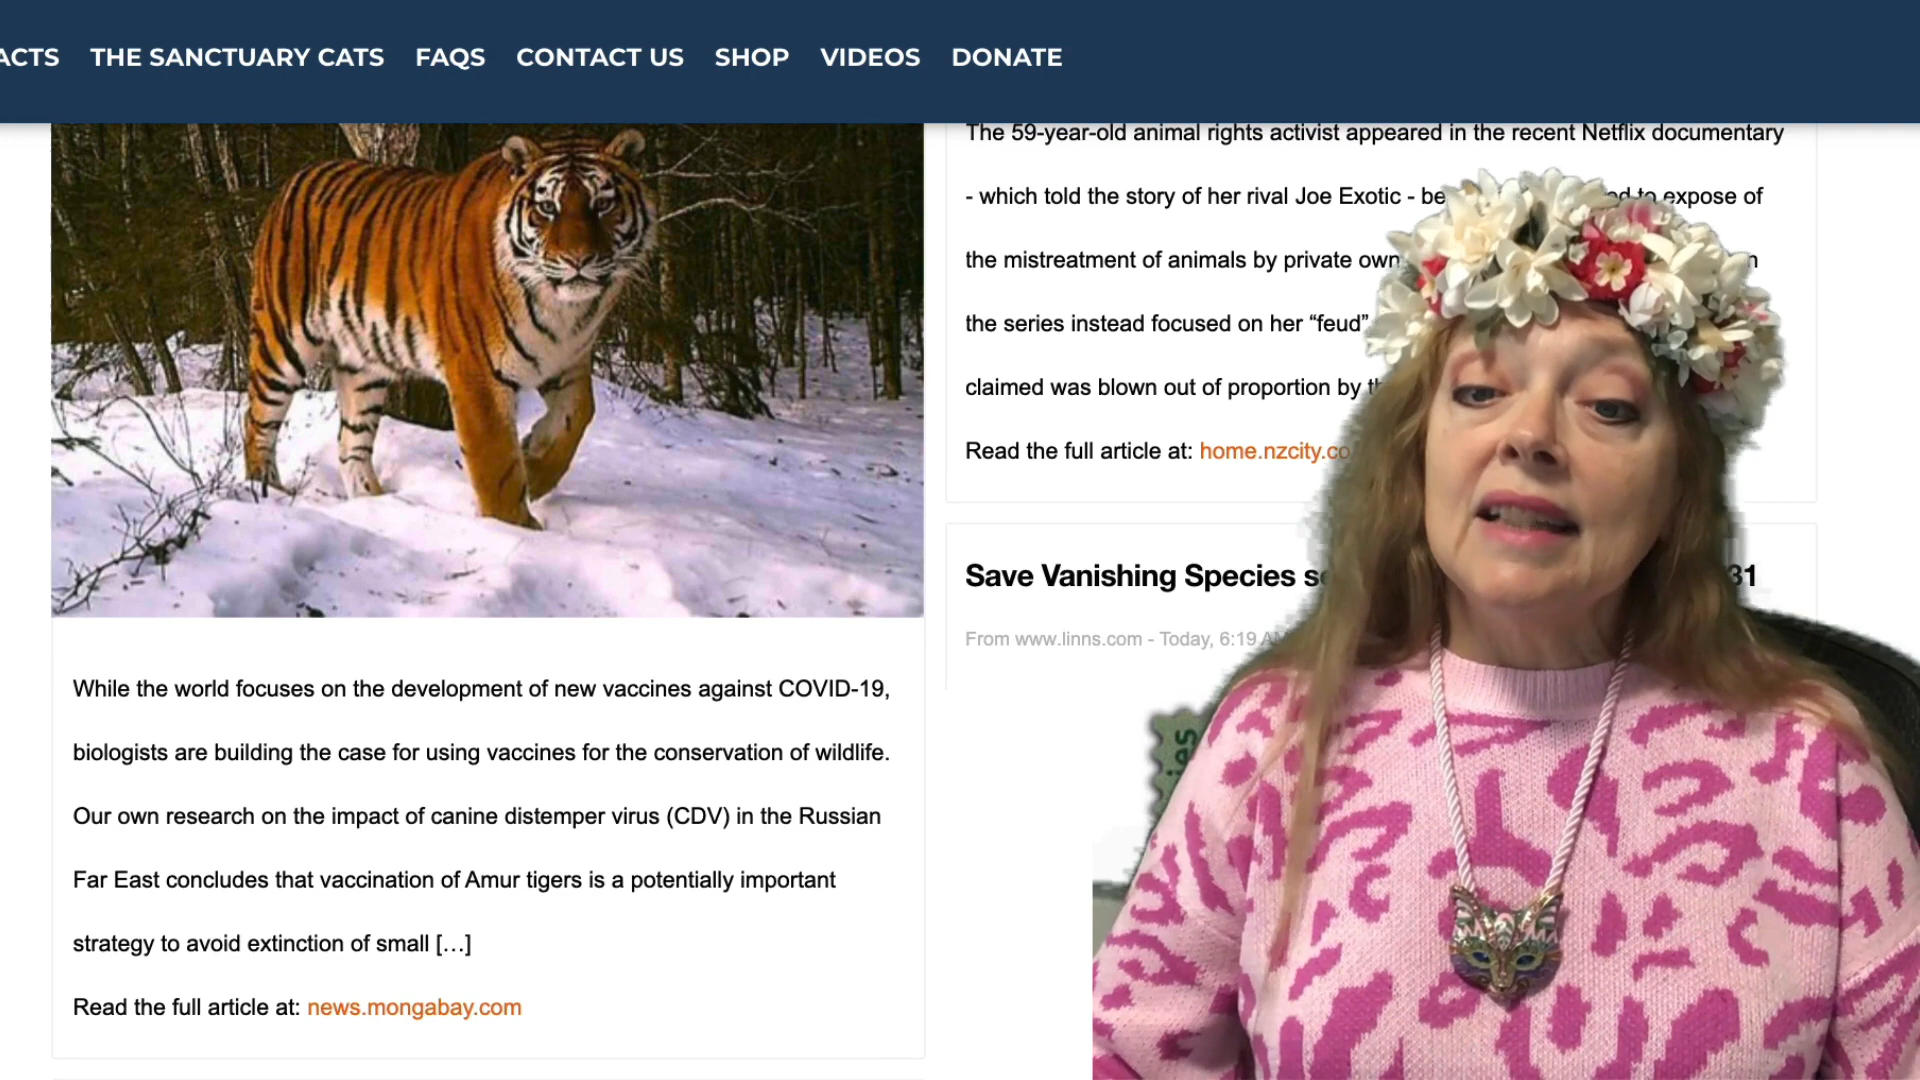 ACTS THE SANCTUARY CATS FAQS CONTACT US SHOP VIDEOS DONATE
While the world focuses on the development of new vaccines against COVID-19,
biologists are building the case for using vaccines for the conservation of wildlife.
Our own research on the impact of canine distemper virus (CDV) in the Russian
Far East concludes that vaccination of Amur tigers is a potentially important
strategy to avoid extinction of small […]
Read the full article at: news.mongabay.com
The 59-year-old animal rights activist appeared in the recent Netflix documentary
- which told the story of her rival Joe Exotic - be expose of
the mistreatment of animals by private own
the series instead focused on her “feud”
claimed was blown out of proportion by
Read the full article at: home.nzcity.co
Save Vanishing Species 31
From www.linns.com - Today, 6:19
ies